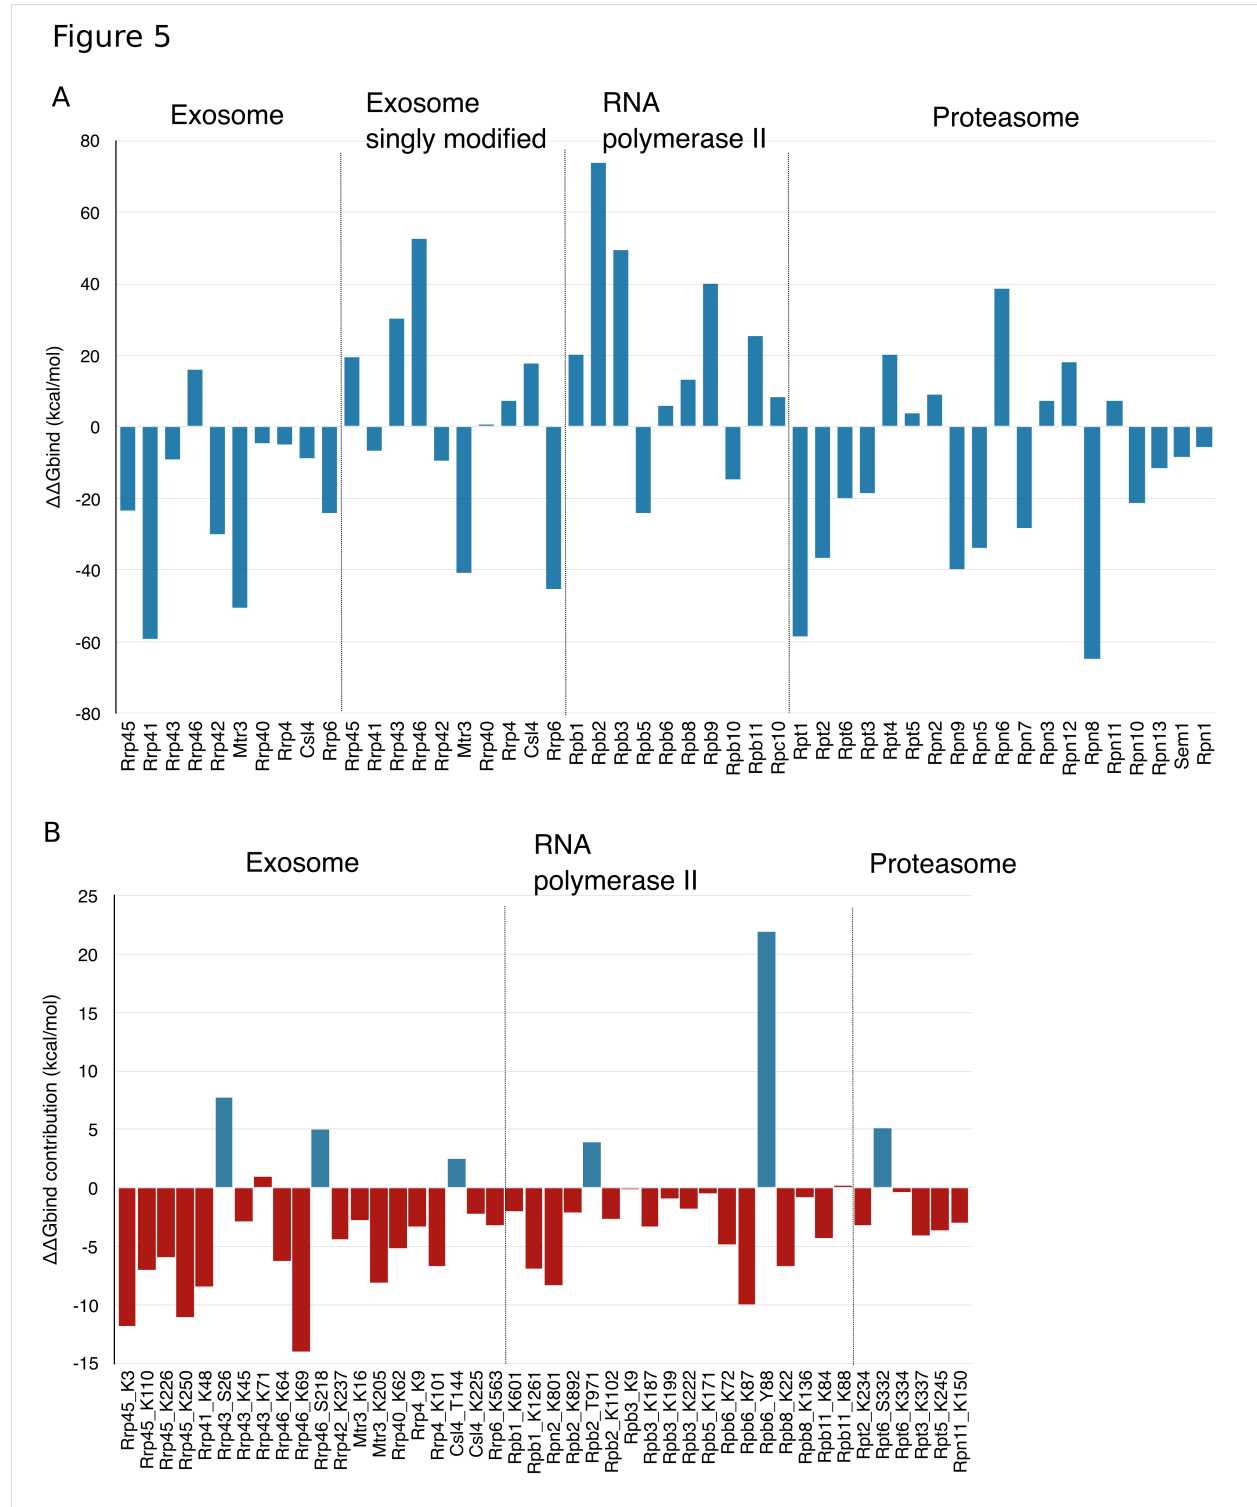 Figure 5
A
Exosome
Exosome
singly modified
RNA
polymerase II
Proteasome
80
60
40
20
0
-20
-40
-60
-80
ΔΔGbind (kcal/mol)
Rrp45
Rrp41
Rrp43
Rrp46
Rrp42
Mtr3
Rrp40
Rrp4
Csl4
Rrp6
Rrp45
Rrp41
Rrp43
Rrp46
Rrp42
Mtr3
Rrp40
Rrp4
Csl4
Rrp6
Rpb1
Rpb2
Rpb3
Rpb5
Rpb6
Rpb8
Rpb9
Rpb10
Rpb11
Rpc10
Rpt1
Rpt2
Rpt6
Rpt3
Rpt4
Rpt5
Rpn2
Rpn9
Rpn5
Rpn6
Rpn7
Rpn3
Rpn12
Rpn8
Rpn11
Rpn10
Rpn13
Sem1
Rpn1
B
Exosome
RNA
polymerase II
Proteasome
25
20
15
10
5
0
-5
-10
-15
ΔΔGbind contribution (kcal/mol)
Rrp45_K3
Rrp45_K110
Rrp45_K226
Rrp45_K250
Rrp41_K48
Rrp43_S26
Rrp43_K45
Rrp43_K71
Rrp46_K64
Rrp46_K69
Rrp46_S218
Rrp42_K237
Mtr3_K16
Mtr3_K205
Rrp40_K62
Rrp4_K9
Rrp4_K101
Csl4_T144
Csl4_K225
Rrp6_K563
Rpb1_K601
Rpb1_K1261
Rpn2_K801
Rpb2_K892
Rpb2_T971
Rpb2_K1102
Rpb3_K9
Rpb3_K187
Rpb3_K199
Rpb3_K222
Rpb5_K171
Rpb6_K72
Rpb6_K87
Rpb6_Y88
Rpb8_K22
Rpb8_K136
Rpb11_K84
Rpb11_K88
Rpt2_K234
Rpt6_S332
Rpt6_K334
Rpt3_K337
Rpt5_K245
Rpn11_K150